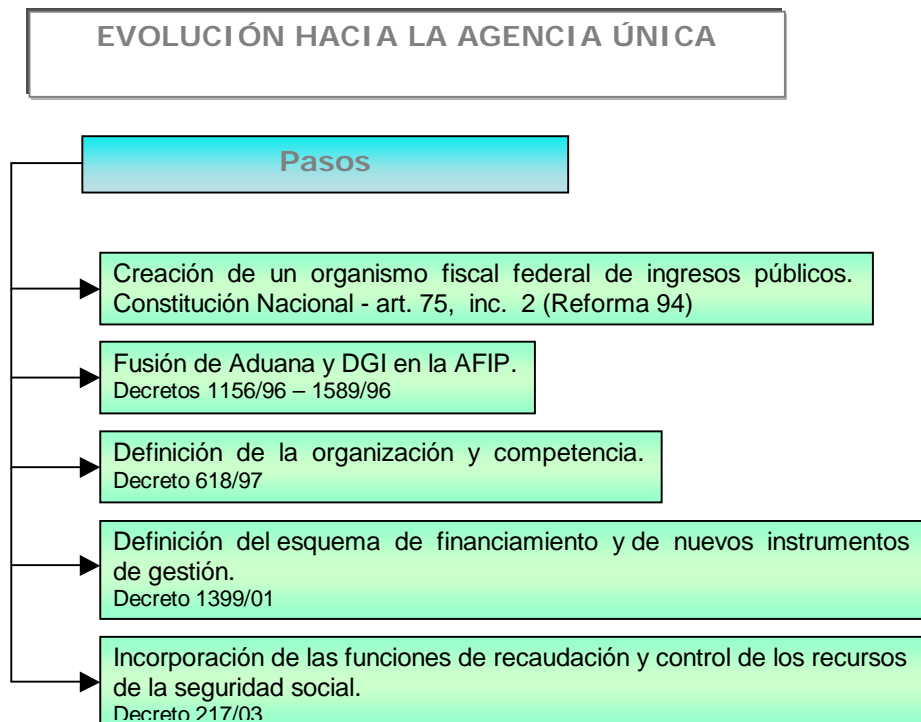 EVOLUCIÓN HACIA LA AGENCIA ÚNICA
Pasos
Creación de un organismo fiscal federal de ingresos públicos.
Constitución Nacional - art. 75, inc. 2 (Reforma 94)
Fusión de Aduana y DGI en la AFIP.
Decretos 1156/96 – 1589/96
Definición de la organización y competencia.
Decreto 618/97
Definición del esquema de financiamiento y de nuevos instrumentos
de gestión.
Decreto 1399/01
Incorporación de las funciones de recaudación y control de los recursos
de la seguridad social.
Decreto 217/03